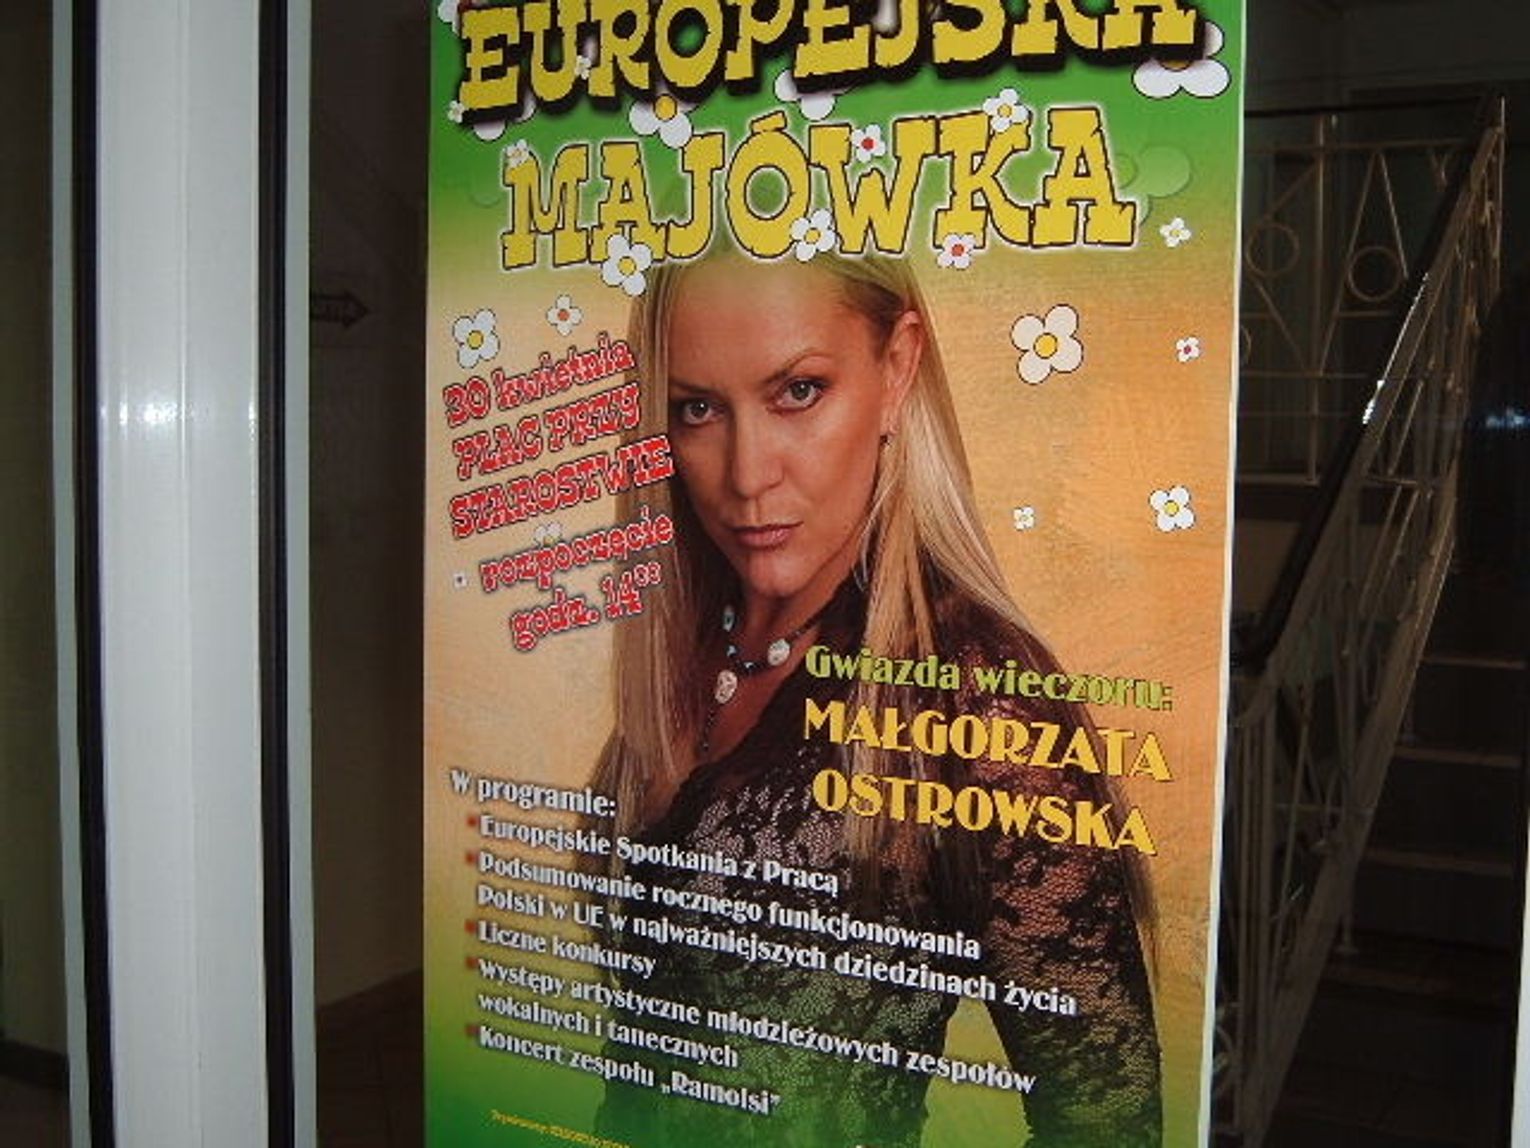 EUROPEJSKA
MAJÓWKA
30 kwietnia
PLAC PRZY
STAROSTWIE
rozpoczęcie
godz. 14⁰⁰
Gwiazda wieczoru:
MAŁGORZATA
OSTROWSKA
W programie:
Europejskie Spotkania z Pracą
Podsumowanie rocznego funkcjonowania
Polski w UE w najważniejszych dziedzinach życia
Liczne konkursy
Występy artystyczne młodzieżowych zespołów
wokalnych i tanecznych
Koncert zespołu „Ramolsi”